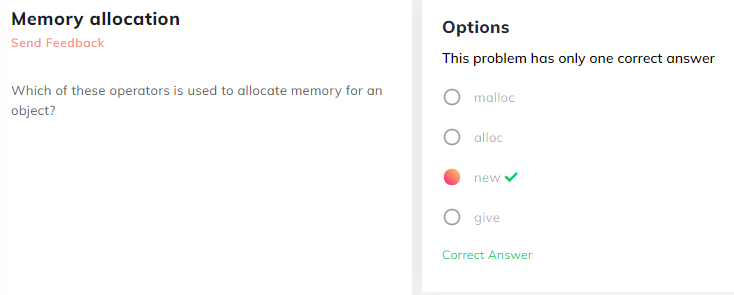 Memory allocation
Send Feedback
Which of these operators is used to allocate memory for an
object?
Options
This problem has only one correct answer
malloc
alloc
new
give
Correct Answer